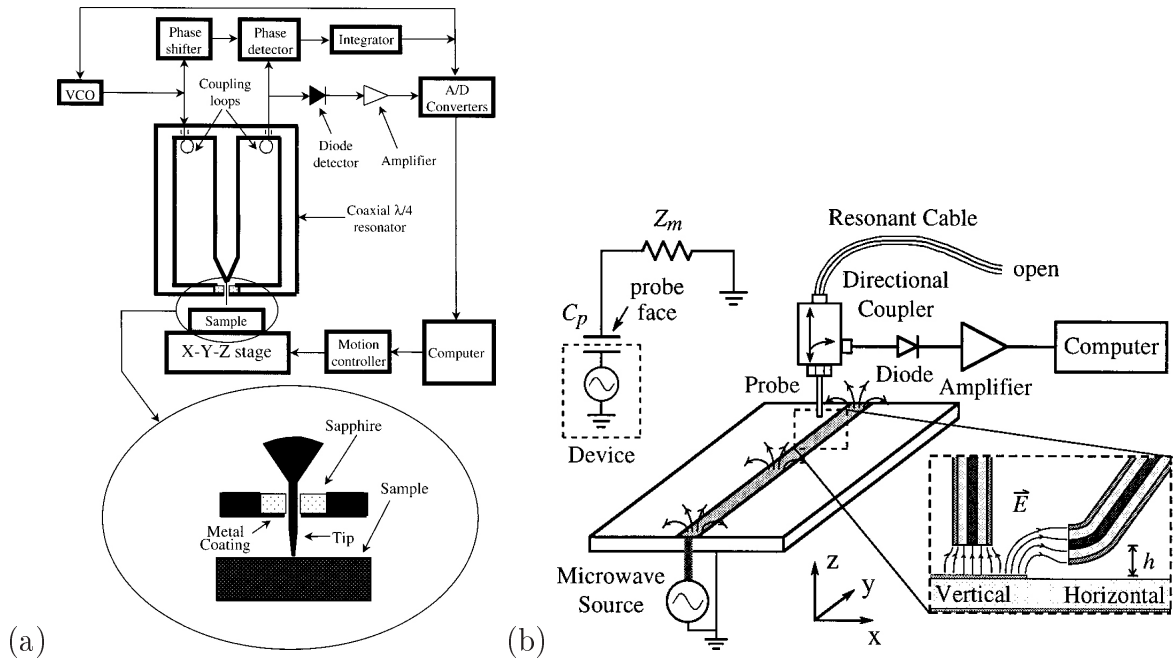 Phase
shifter
Phase
detector
Integrator
VCO
Coupling
loops
A/D
Converters
Diode
detector
Amplifier
Coaxial λ/4
resonator
Sample
X-Y-Z stage
Motion
controller
Computer
Sapphire
Sample
Metal
Coating
Tip
(a)
Zm
Cp
probe
face
Device
Resonant Cable
open
Directional
Coupler
Probe
Diode
Amplifier
Computer
Microwave
Source
z
y
x
E
h
Vertical
Horizontal
(b)